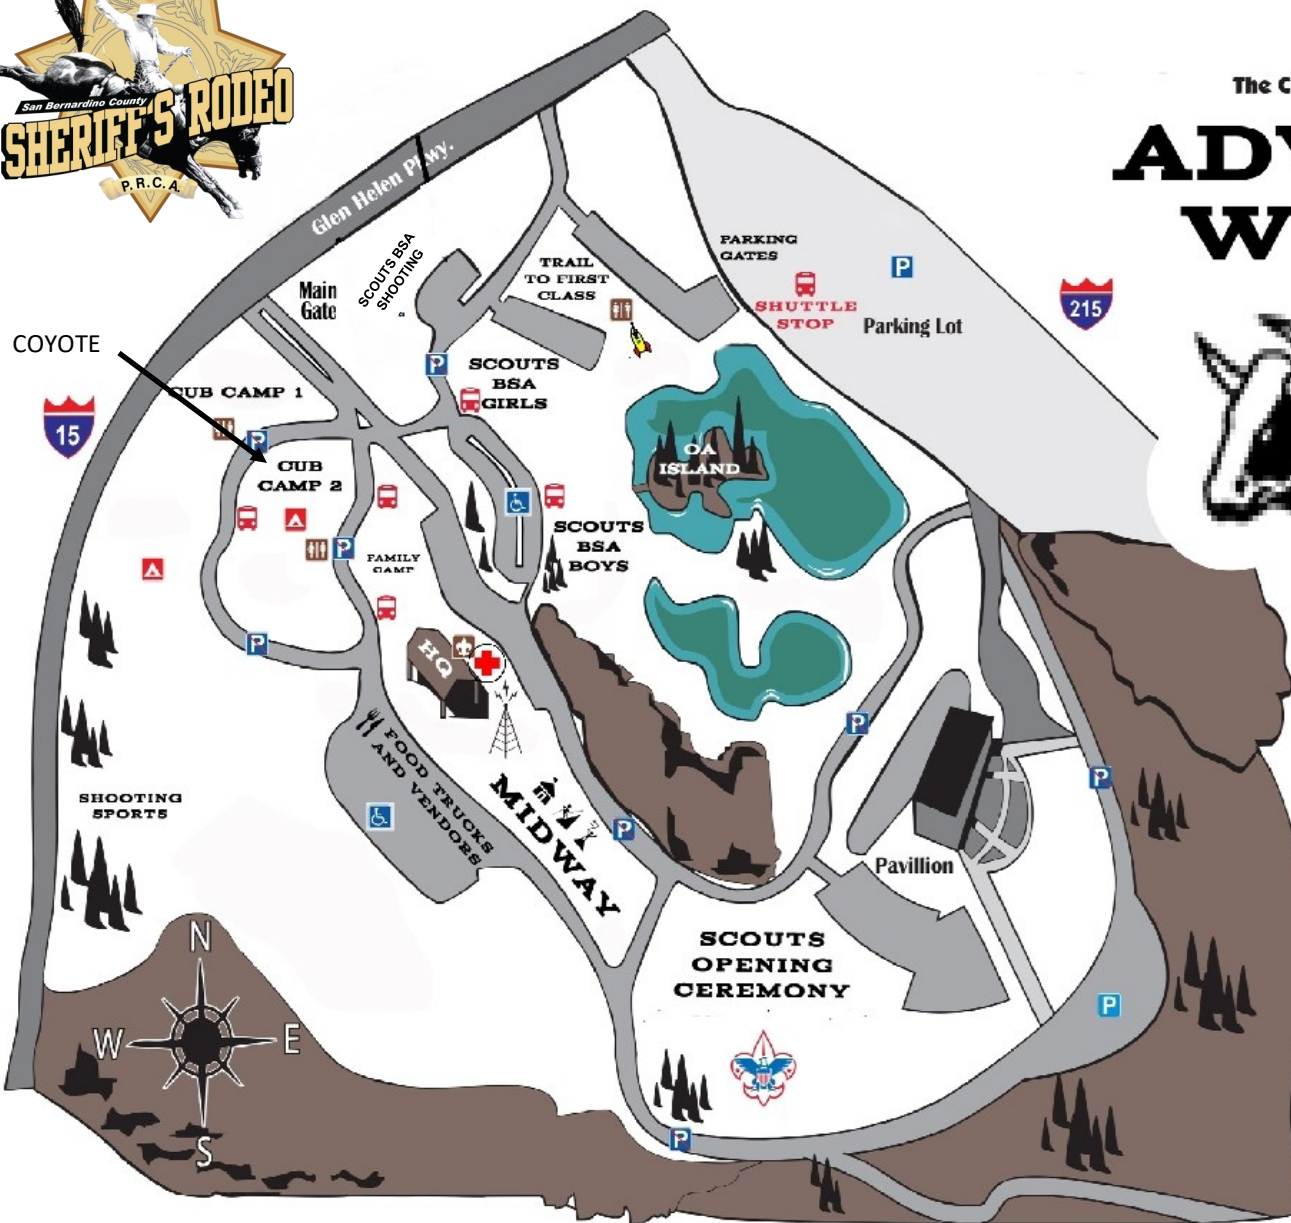 San Bernardino County
SHERIFF'S RODEO
P.R.C.A.
The C
ADV
W
Glen Helen Pkwy.
SCOUTS BSA
SHOOTING
Main
Gate
TRAIL
TO FIRST
CLASS
PARKING
GATES
P
SHUTTLE
STOP
Parking Lot
215
COYOTE
CUB CAMP 1
15
P
SCOUTS
BSA
GIRLS
P
CUB
CAMP 2
OA
ISLAND
SCOUTS
BSA
BOYS
P
FAMILY
CAMP
P
HQ
FOOD TRUCKS
AND VENDORS
MIDWAY
P
P
P
SHOOTING
SPORTS
Pavillion
SCOUTS
OPENING
CEREMONY
P
P
N
W
E
S